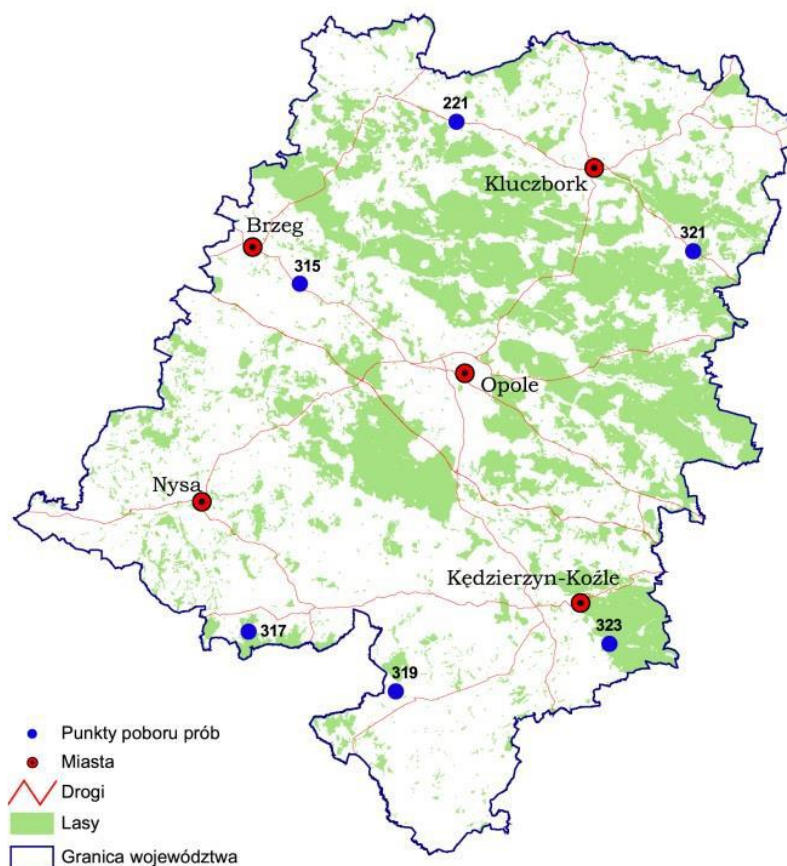 221
Kluczbork
Brzeg
321
315
Opole
Nysa
Kędzierzyn-Koźle
317
323
319
Punkty poboru prób
Miasta
Drogi
Lasy
Granica województwa